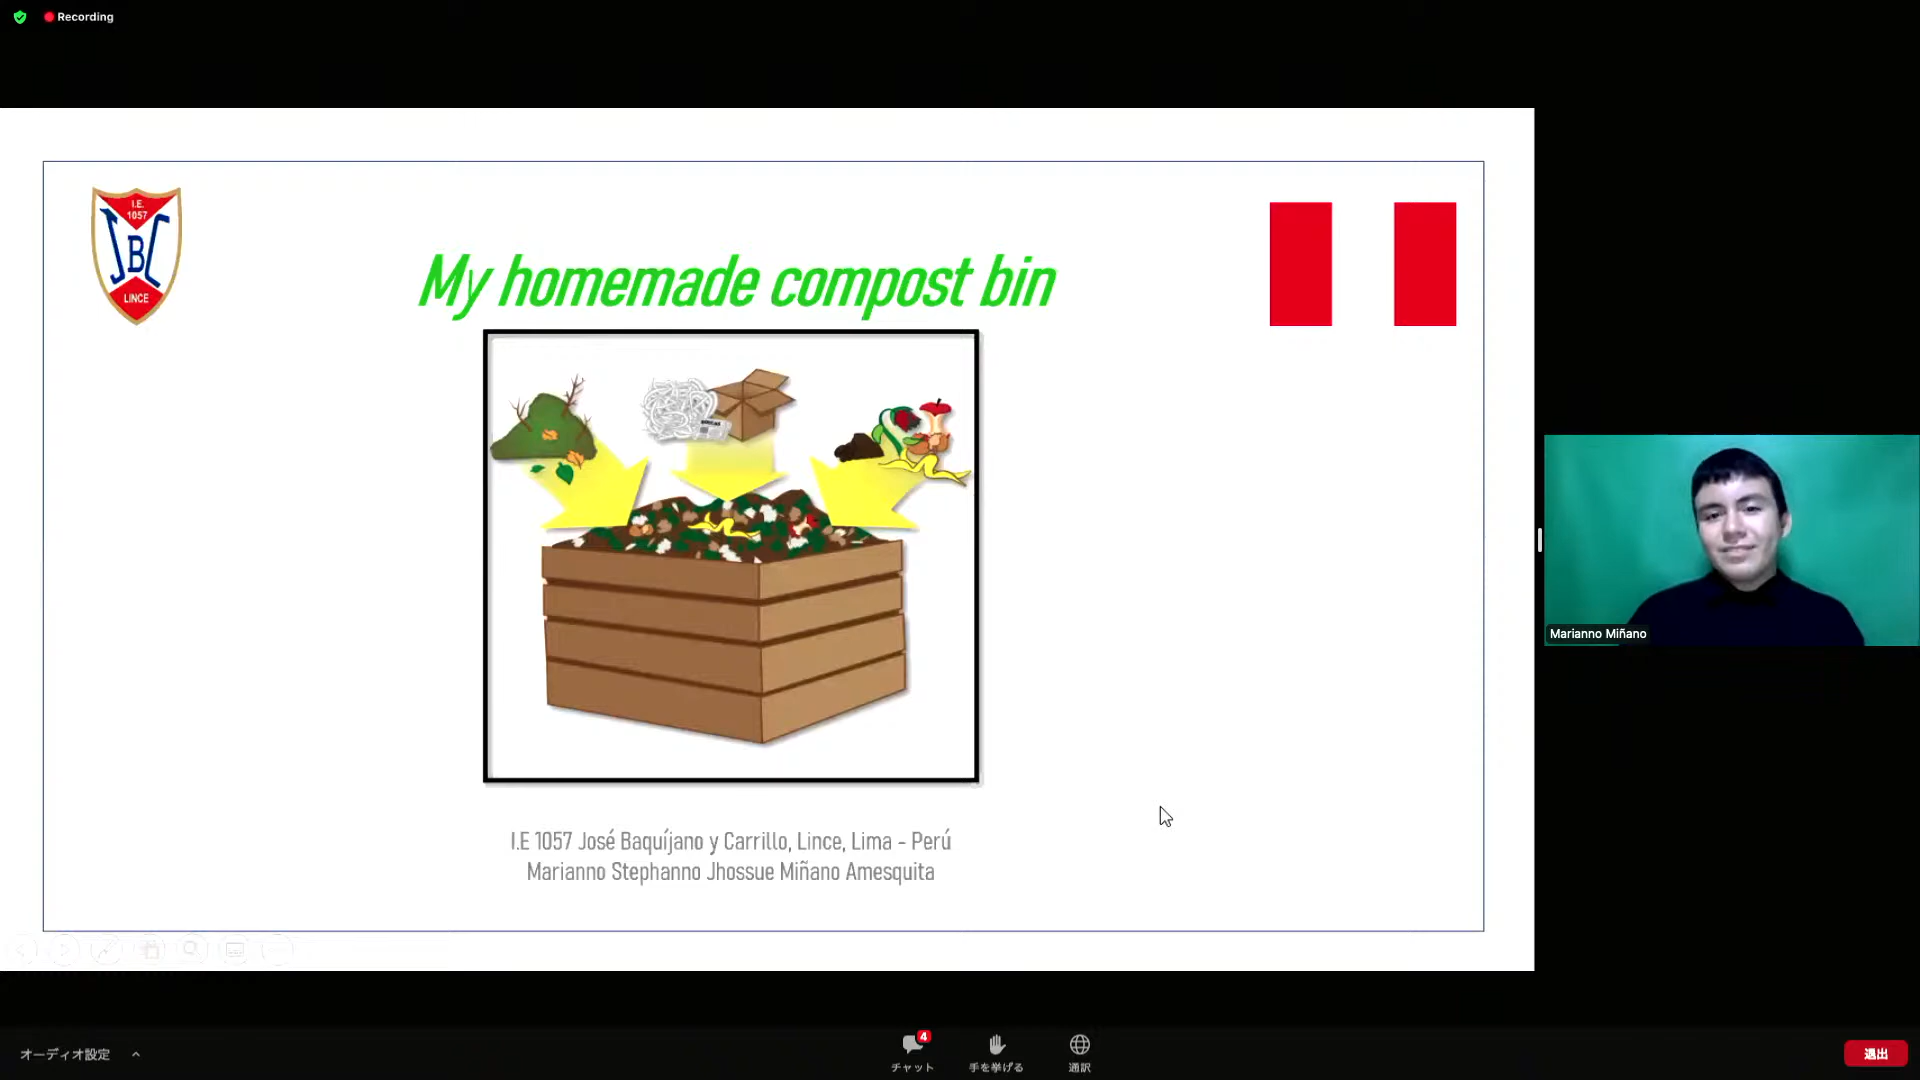 Recording
I.E.
1057
JBC
LINCE
My homemade compost bin
I.E 1057 José Baquíjano y Carrillo, Lince, Lima - Perú
Marianno Stephanno Jhossue Miñano Amesquita
Marianno Miñano
オーディオ設定
4
チャット
手を挙げる
通訳
退出